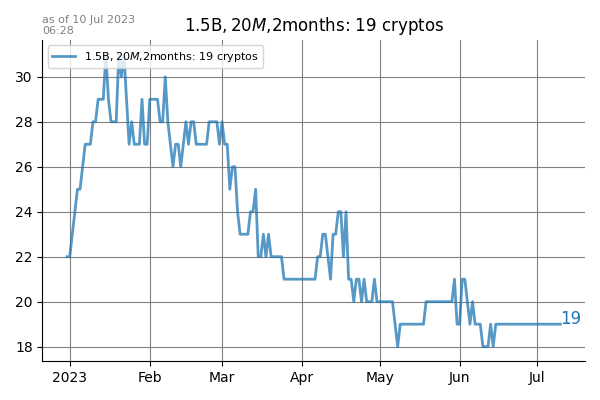 as of 10 Jul 2023
06:28
1.5B, 20M,2months: 19 cryptos
1.5B, 20M,2months: 19 cryptos
30
28
26
24
22
20
18
19
2023
Feb
Mar
Apr
May
Jun
Jul